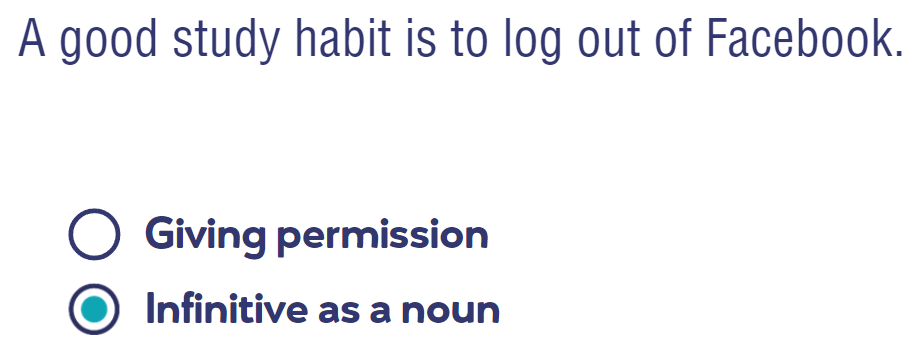 A good study habit is to log out of Facebook.
Giving permission
Infinitive as a noun